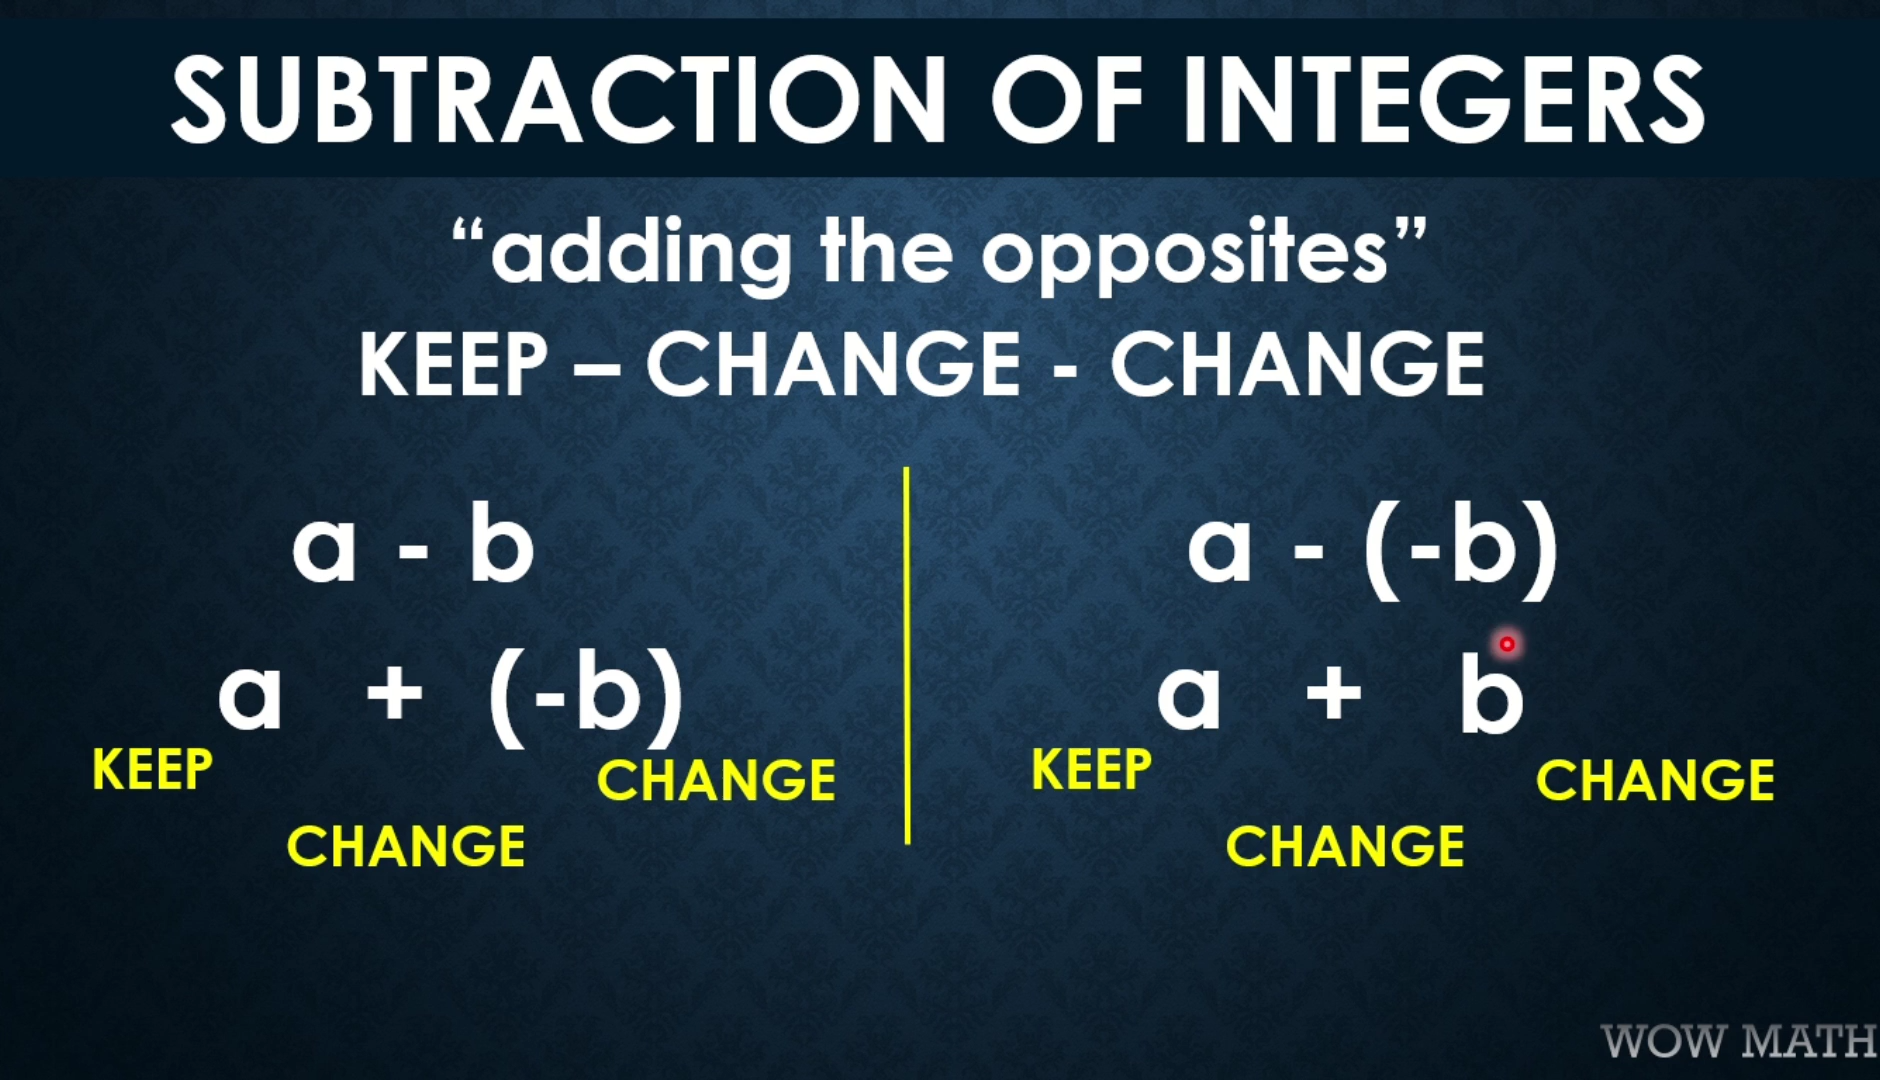 SUBTRACTION OF INTEGERS
“adding the opposites”
KEEP – CHANGE - CHANGE
a - b
a + (-b)
KEEP
CHANGE
CHANGE
a - (-b)
a + b
KEEP
CHANGE
CHANGE
WOW MATH